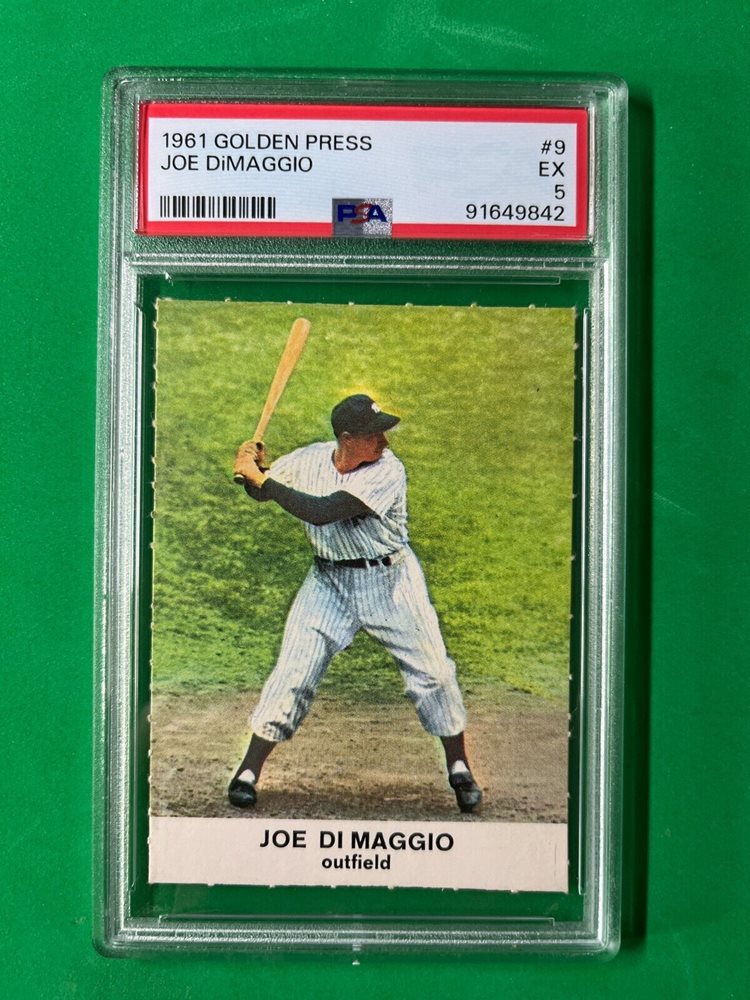 1961 GOLDEN PRESS #9
JOE DiMAGGIO EX
5
PSA 91649842
JOE DI MAGGIO
outfield